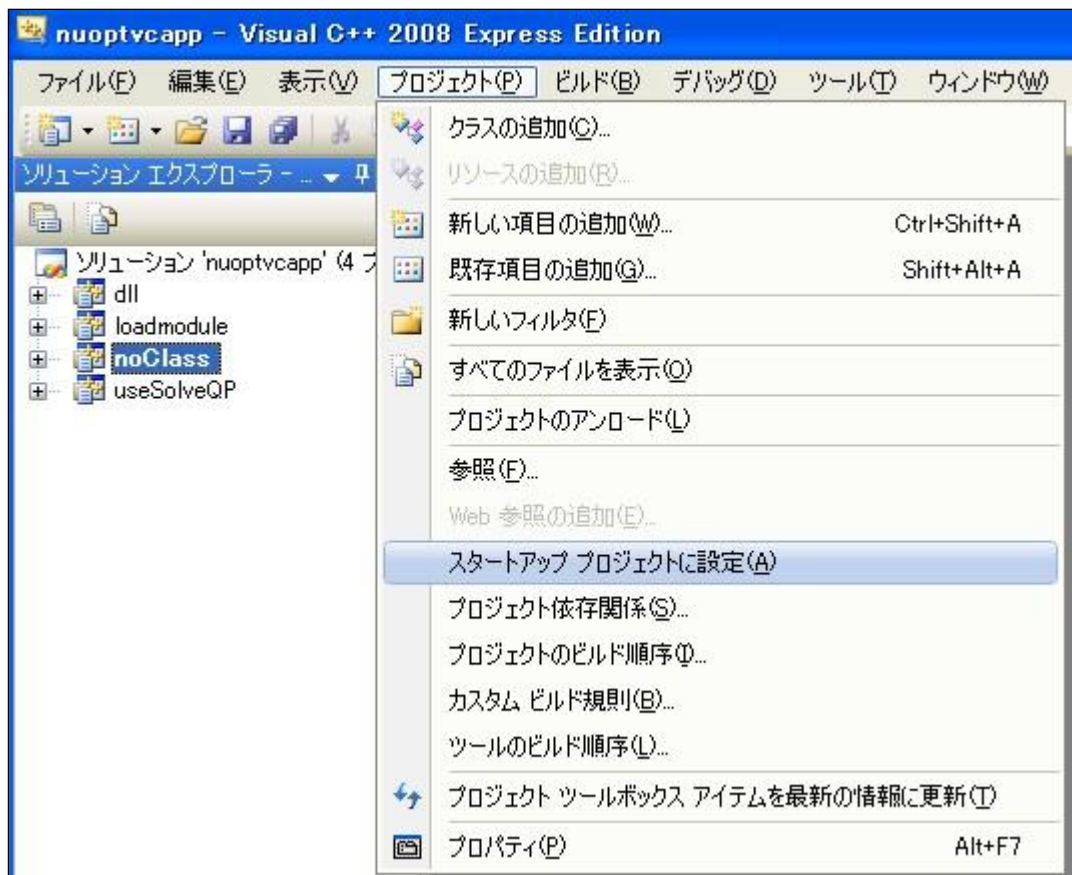 nuoptvcapp - Visual C++ 2008 Express Edition
ファイル(F) 編集(E) 表示(V) プロジェクト(P) ビルド(B) デバッグ(D) ツール(T) ウィンドウ(W)
ソリューション エクスプローラ - ...
ソリューション 'nuoptvcapp' (4 プ
dll
loadmodule
noClass
useSolveQP
クラスの追加(C)...
リソースの追加(R)...
新しい項目の追加(W)... Ctrl+Shift+A
既存項目の追加(G)... Shift+Alt+A
新しいフィルタ(F)
すべてのファイルを表示(O)
プロジェクトのアンロード(L)
参照(F)...
Web 参照の追加(E)...
スタートアップ プロジェクトに設定(A)
プロジェクト依存関係(S)...
プロジェクトのビルド順序(I)...
カスタム ビルド規則(B)...
ツールのビルド順序(L)...
プロジェクト ツールボックス アイテムを最新の情報に更新(T)
プロパティ(P) Alt+F7